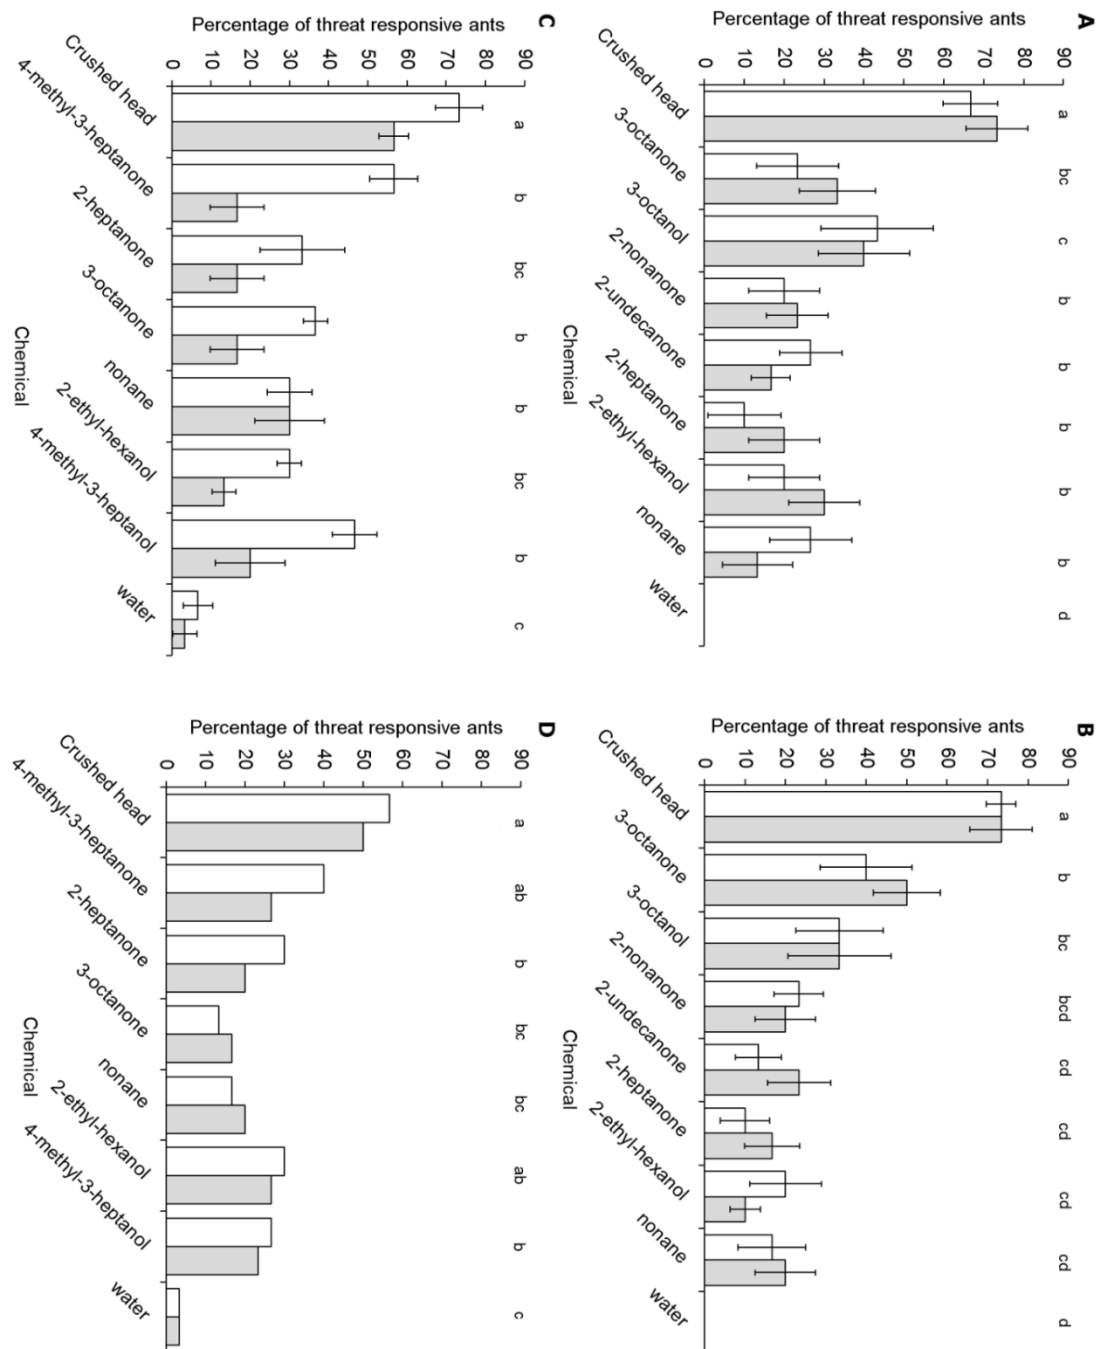 A
Percentage of threat responsive ants
90
80
70
60
50
40
30
20
10
0
a
bc
c
b
b
b
b
b
d
Crushed head
3-octanone
3-octanol
2-nonanone
2-undecanone
2-heptanone
2-ethyl-hexanol
nonane
water
Chemical
B
Percentage of threat responsive ants
90
80
70
60
50
40
30
20
10
0
a
b
bc
bcd
cd
cd
cd
cd
d
Crushed head
3-octanone
3-octanol
2-nonanone
2-undecanone
2-heptanone
2-ethyl-hexanol
nonane
water
Chemical
C
Percentage of threat responsive ants
90
80
70
60
50
40
30
20
10
0
a
b
bc
b
b
bc
b
c
Crushed head
4-methyl-3-heptanone
2-heptanone
3-octanone
nonane
2-ethyl-hexanol
4-methyl-3-heptanol
water
Chemical
D
Percentage of threat responsive ants
90
80
70
60
50
40
30
20
10
0
a
ab
b
bc
bc
ab
b
c
Crushed head
4-methyl-3-heptanone
2-heptanone
3-octanone
nonane
2-ethyl-hexanol
4-methyl-3-heptanol
water
Chemical